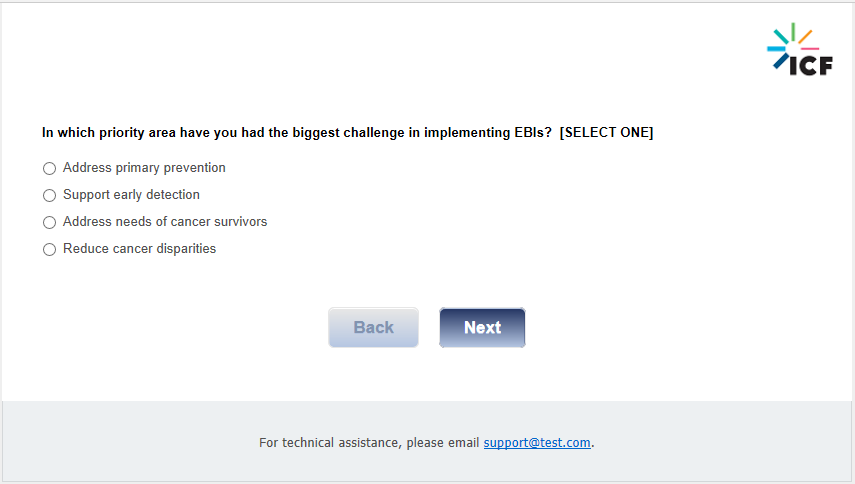 ICF
In which priority area have you had the biggest challenge in implementing EBIs?  [SELECT ONE]
Address primary prevention
Support early detection
Address needs of cancer survivors
Reduce cancer disparities
Back
Next
For technical assistance, please email support@test.com.